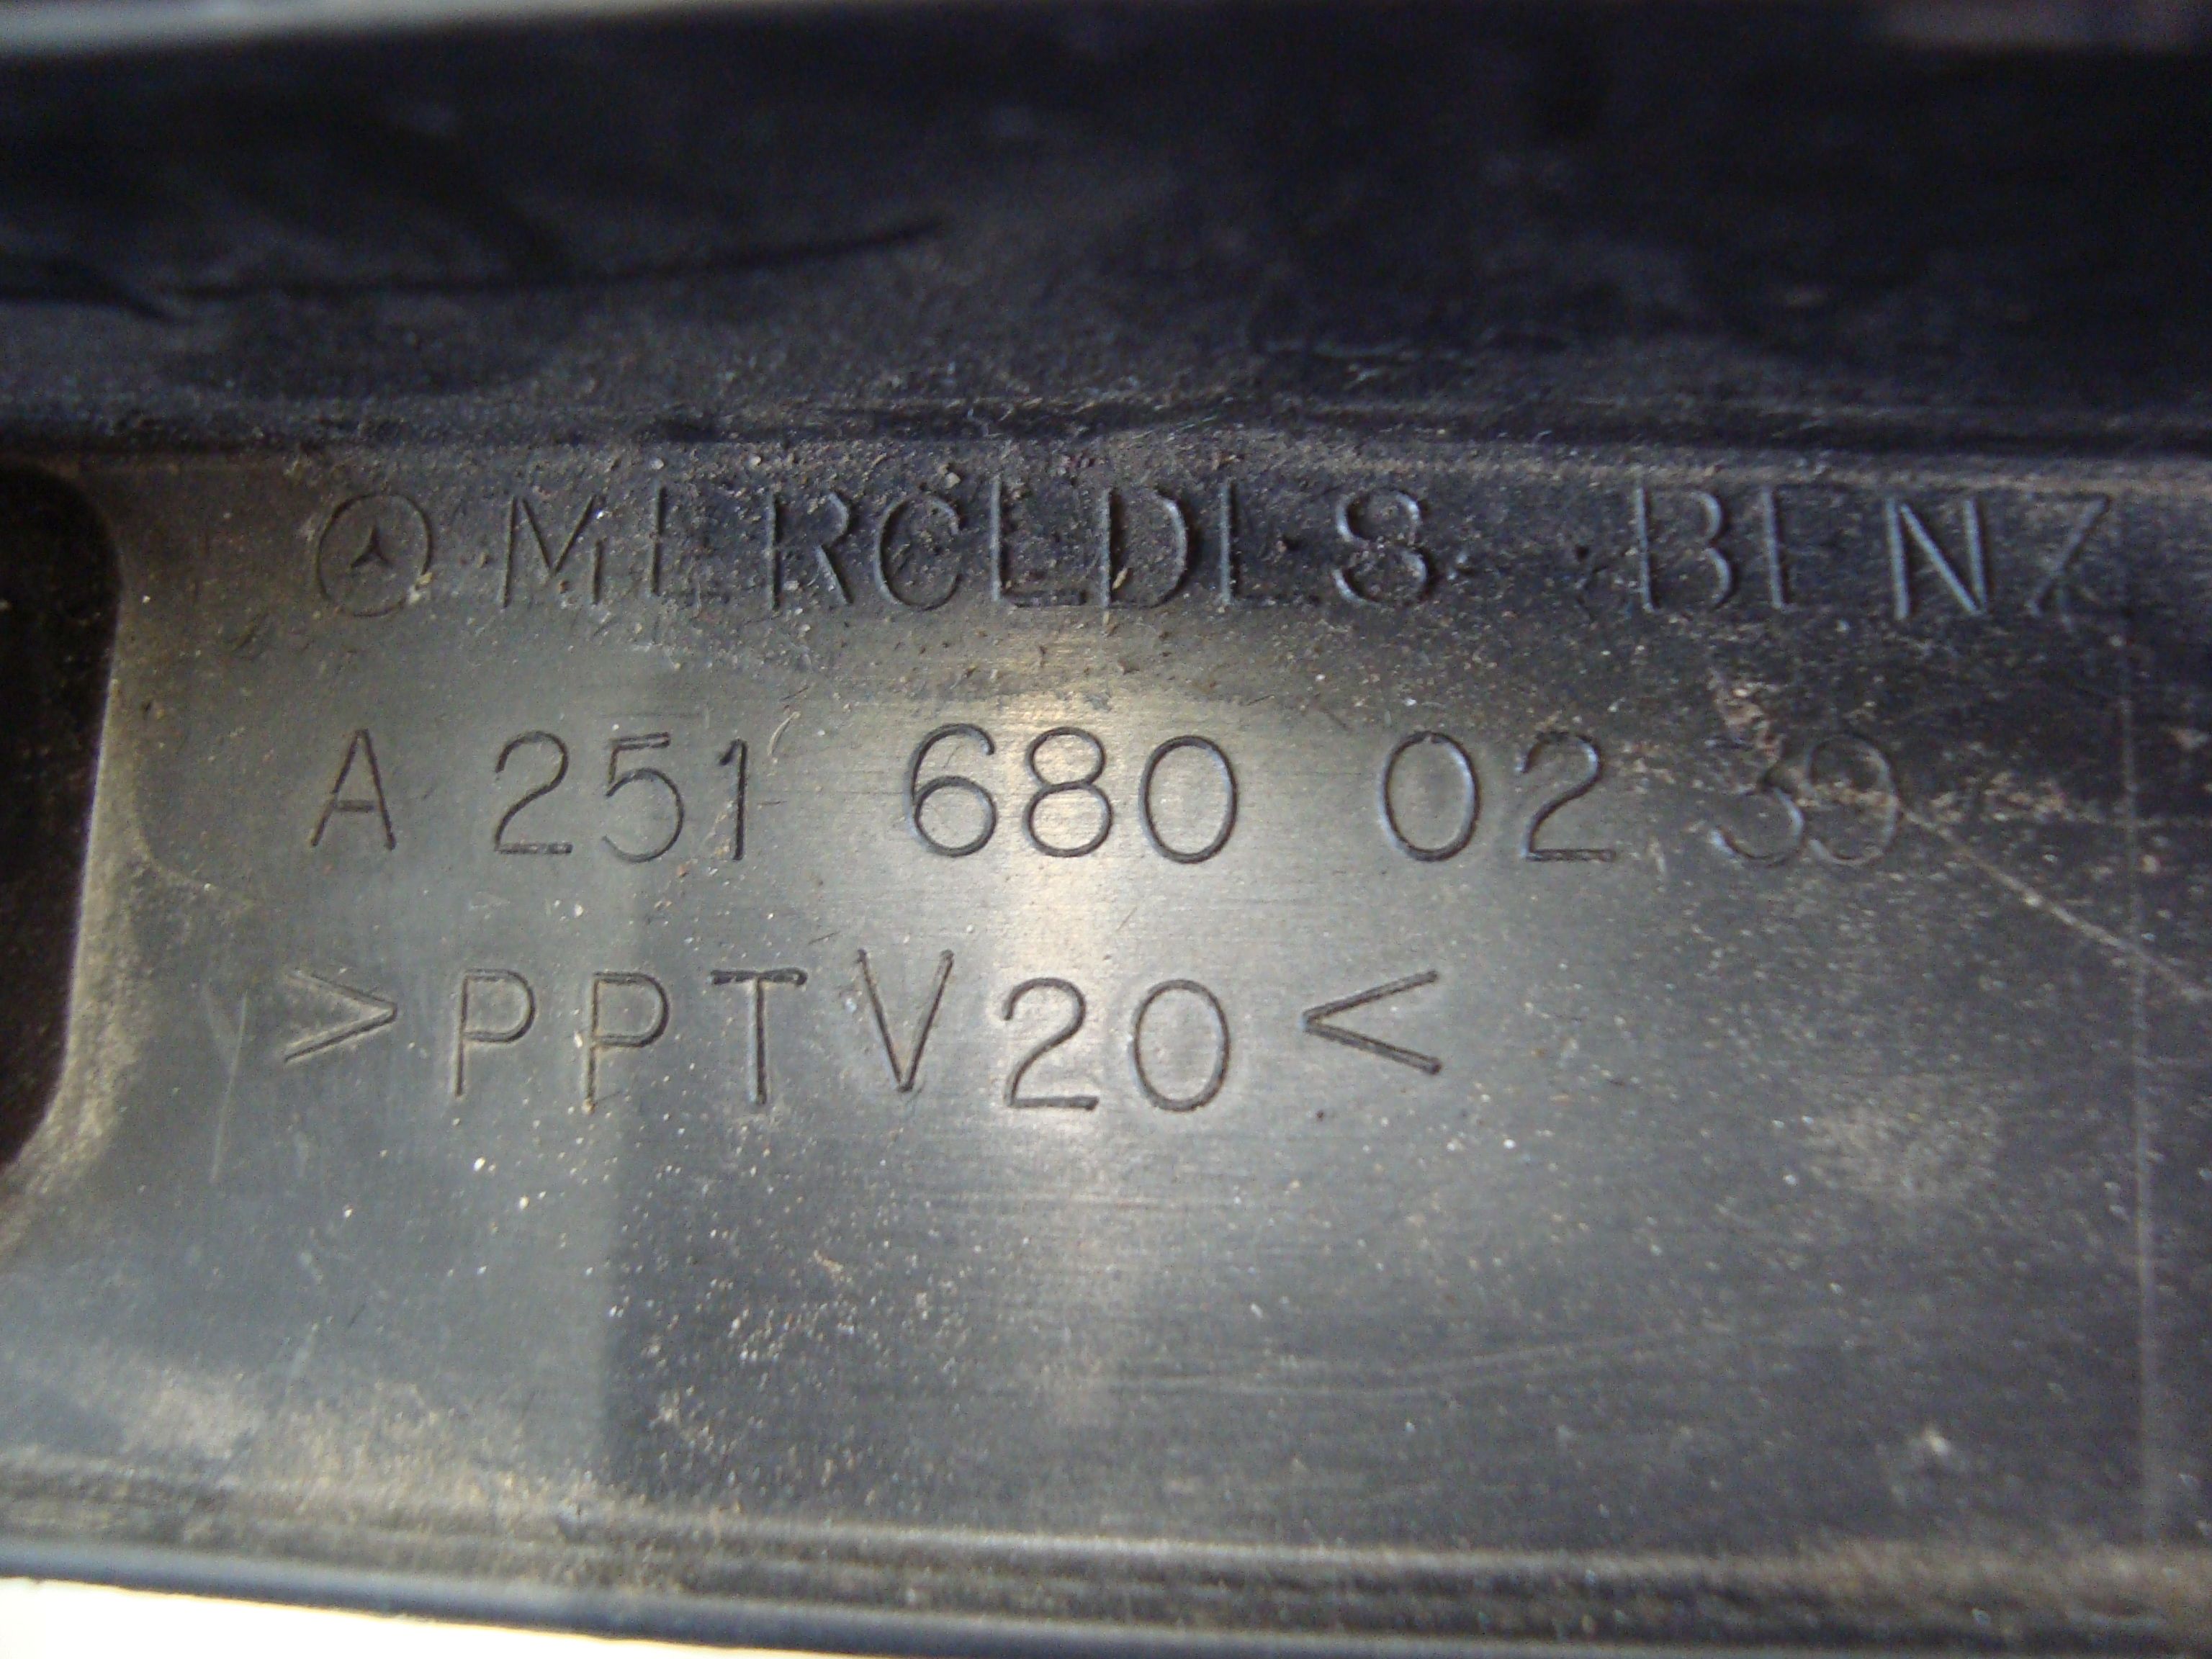 MERCEDES-BENZ
A 251 680 02 39
>PPTV20<